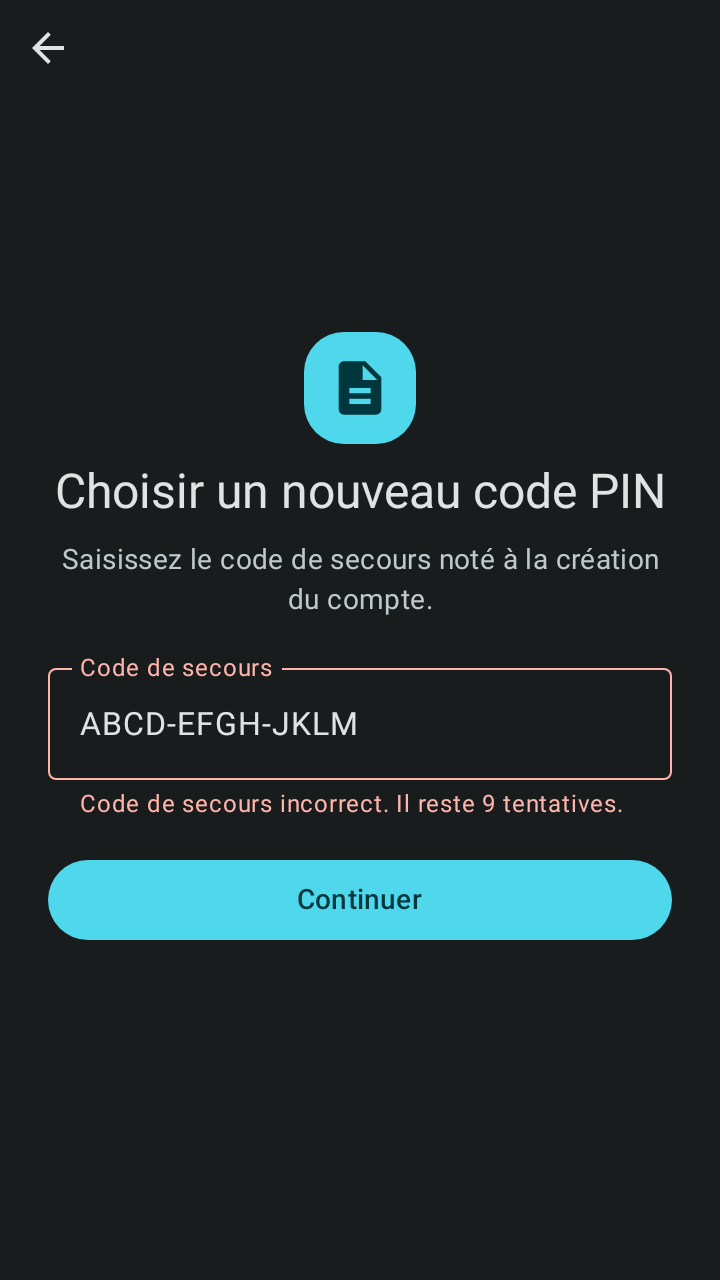 Choisir un nouveau code PIN
Saisissez le code de secours noté à la création
du compte.
Code de secours
ABCD-EFGH-JKLM
Code de secours incorrect. Il reste 9 tentatives.
Continuer